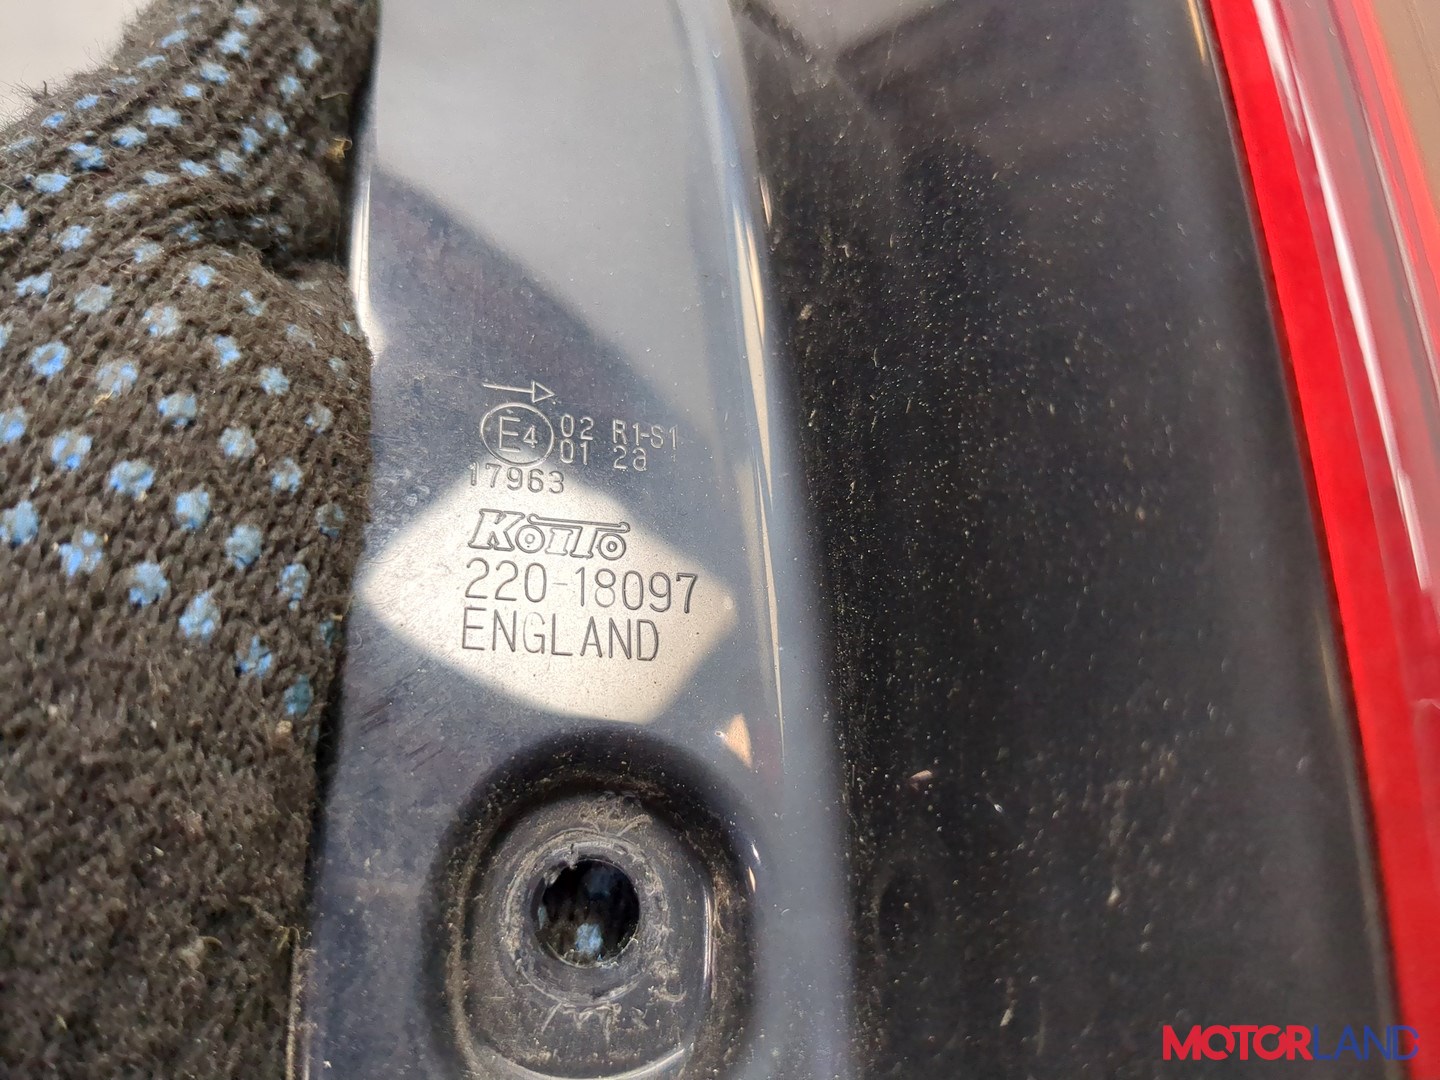 E4 02 R1-S1
01 2a
17963
KOITO
220-18097
ENGLAND
MOTORLAND